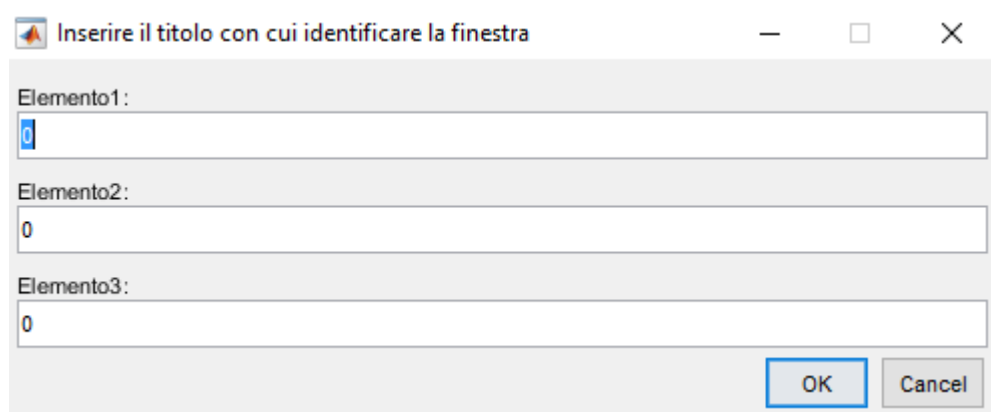 Inserire il titolo con cui identificare la finestra
Elemento1:
0
Elemento2:
0
Elemento3:
0
OK Cancel